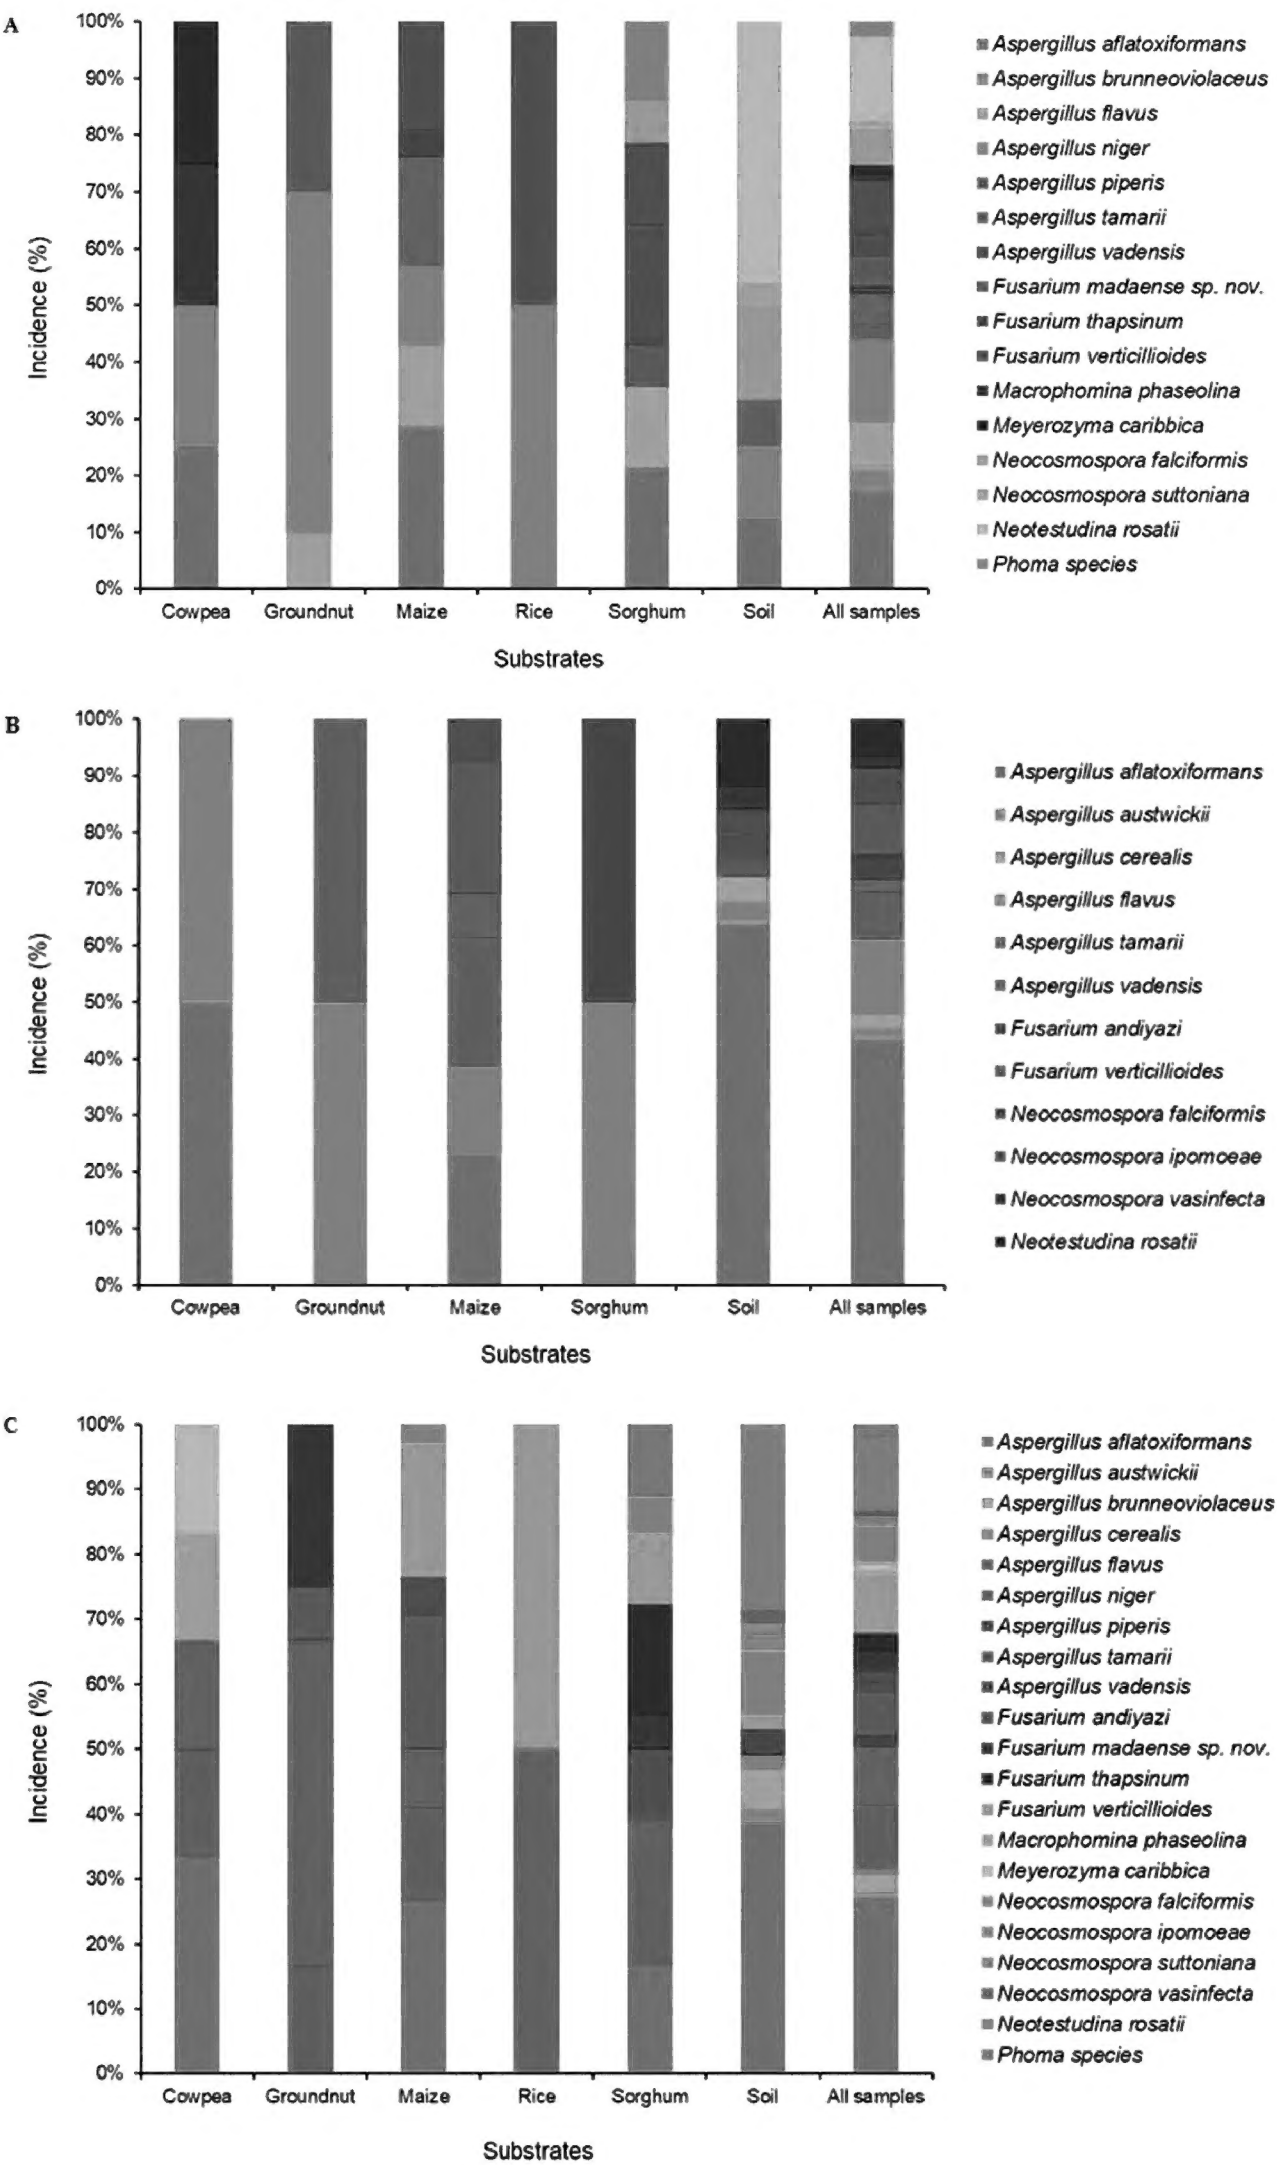 A
100%
90%
80%
70%
60%
50%
40%
30%
20%
10%
0%
Incidence (%)
Cowpea Groundnut Maize Rice Sorghum Soil All samples
Substrates
Aspergillus aflatoxiformans
Aspergillus brunneoviolaceus
Aspergillus flavus
Aspergillus niger
Aspergillus piperis
Aspergillus tamarii
Aspergillus vadensis
Fusarium madaense sp. nov.
Fusarium thapsinum
Fusarium verticillioides
Macrophomina phaseolina
Meyerozyma caribbica
Neocosmospora falciformis
Neocosmospora suttoniana
Neotestudina rosatii
Phoma species
B
100%
90%
80%
70%
60%
50%
40%
30%
20%
10%
0%
Incidence (%)
Cowpea Groundnut Maize Sorghum Soil All samples
Substrates
Aspergillus aflatoxiformans
Aspergillus austwickii
Aspergillus cerealis
Aspergillus flavus
Aspergillus tamarii
Aspergillus vadensis
Fusarium andiyazi
Fusarium verticillioides
Neocosmospora falciformis
Neocosmospora ipomoeae
Neocosmospora vasinfecta
Neotestudina rosatii
C
100%
90%
80%
70%
60%
50%
40%
30%
20%
10%
0%
Incidence (%)
Cowpea Groundnut Maize Rice Sorghum Soil All samples
Substrates
Aspergillus aflatoxiformans
Aspergillus austwickii
Aspergillus brunneoviolaceus
Aspergillus cerealis
Aspergillus flavus
Aspergillus niger
Aspergillus piperis
Aspergillus tamarii
Aspergillus vadensis
Fusarium andiyazi
Fusarium madaense sp. nov.
Fusarium thapsinum
Fusarium verticillioides
Macrophomina phaseolina
Meyerozyma caribbica
Neocosmospora falciformis
Neocosmospora ipomoeae
Neocosmospora suttoniana
Neocosmospora vasinfecta
Neotestudina rosatii
Phoma species